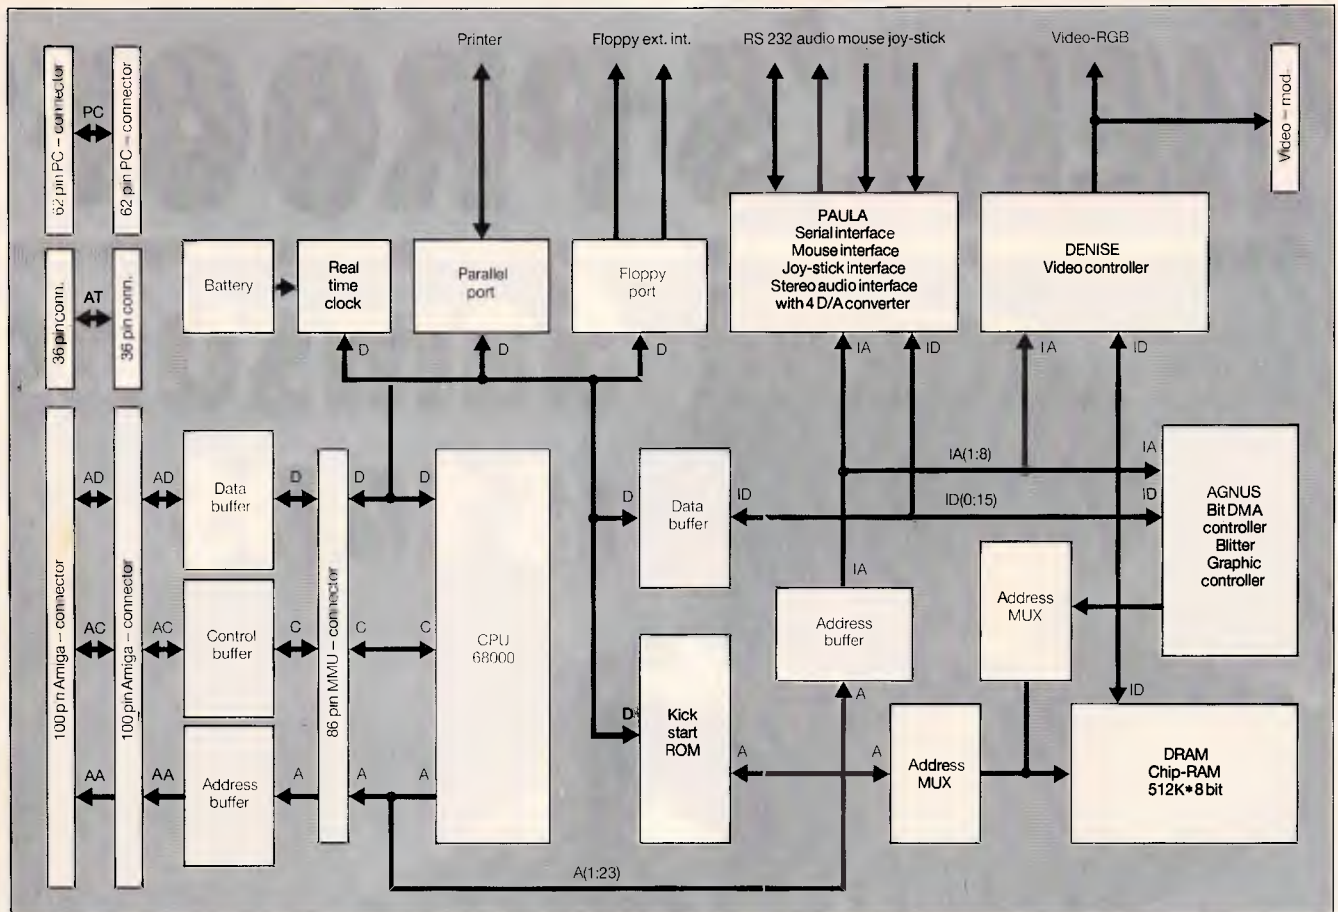 Printer
Floppy ext. int.
RS 232 audio mouse joy-stick
Video-RGB
62 pin PC – connector
PC
62 pin PC – connector
Video – mod.
36 pin conn.
AT
36 pin conn.
Battery
Real
time
clock
Parallel
port
Floppy
port
PAULA
Serial interface
Mouse interface
Joy-stick interface
Stereo audio interface
with 4 D/A converter
DENISE
Video controller
D
D
D
IA
ID
IA
ID
100 pin Amiga – connector
AD
100 pin Amiga – connector
AD
Data
buffer
D
86 pin MMU – connector
D
D
CPU
68000
D
Data
buffer
ID
IA(1:8)
IA
ID(0:15)
ID
AGNUS
Bit DMA
controller
Blitter
Graphic
controller
AC
AC
Control
buffer
C
C
C
IA
Address
buffer
A
Address
MUX
AA
AA
Address
buffer
A
A
A
D
Kick
start
ROM
A
A
Address
MUX
ID
DRAM
Chip-RAM
512K*8 bit
A(1:23)